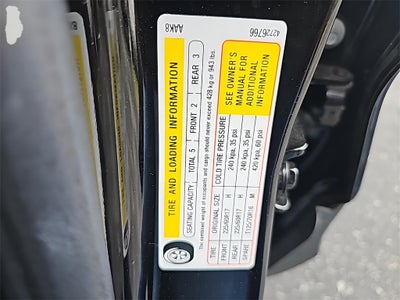 AAK8
42726766
TIRE AND LOADING INFORMATION
SEATING CAPACITY TOTAL 5 FRONT 2 REAR 3
The combined weight of occupants and cargo should never exceed 428 kg or 943 lbs.
TIRE ORIGINAL SIZE COLD TIRE PRESSURE
FRONT 225/60R17 H 240 kpa, 35 psi
REAR 225/60R17 H 240 kpa, 35 psi
SPARE M 420 kpa, 60 psi
SEE OWNER'S
MANUAL FOR
ADDITIONAL
INFORMATION